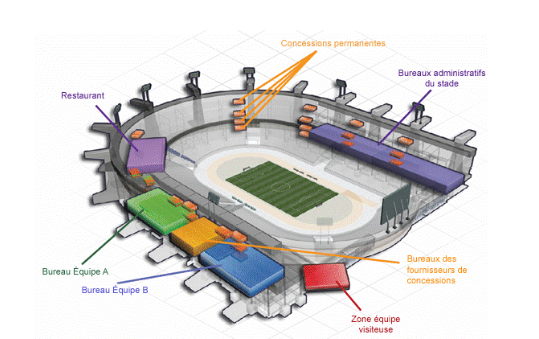 Concessions permanentes
Bureaux administratifs
du stade
Restaurant
Bureau Équipe A
Bureau Équipe B
Bureaux des
fournisseurs de
concessions
Zone équipe
visiteuse